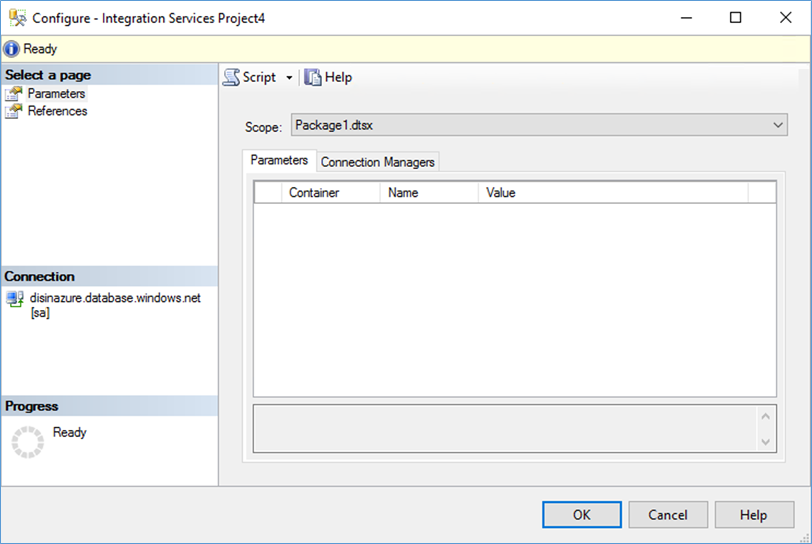 Configure - Integration Services Project4
Ready
Select a page
Parameters
References
Script
Help
Scope:
Package1.dtsx
Parameters
Connection Managers
Container
Name
Value
Connection
disinazure.database.windows.net
[sa]
Progress
Ready
OK
Cancel
Help